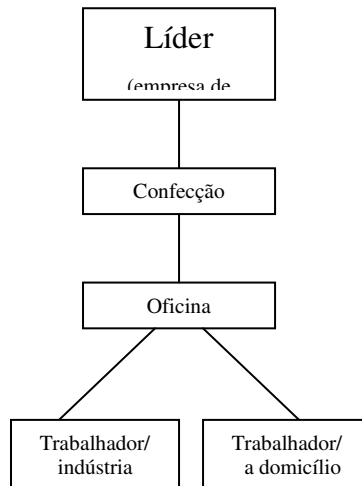 Líder
(empresa de
Confecção
Oficina
Trabalhador/
indústria
Trabalhador/
a domicílio